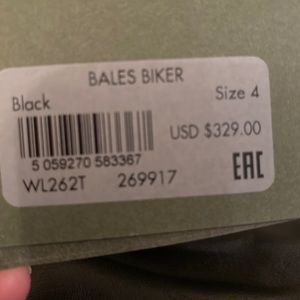 BALES BIKER
Black Size 4
USD $329.00
5 059270 583367
WL262T 269917 EAC